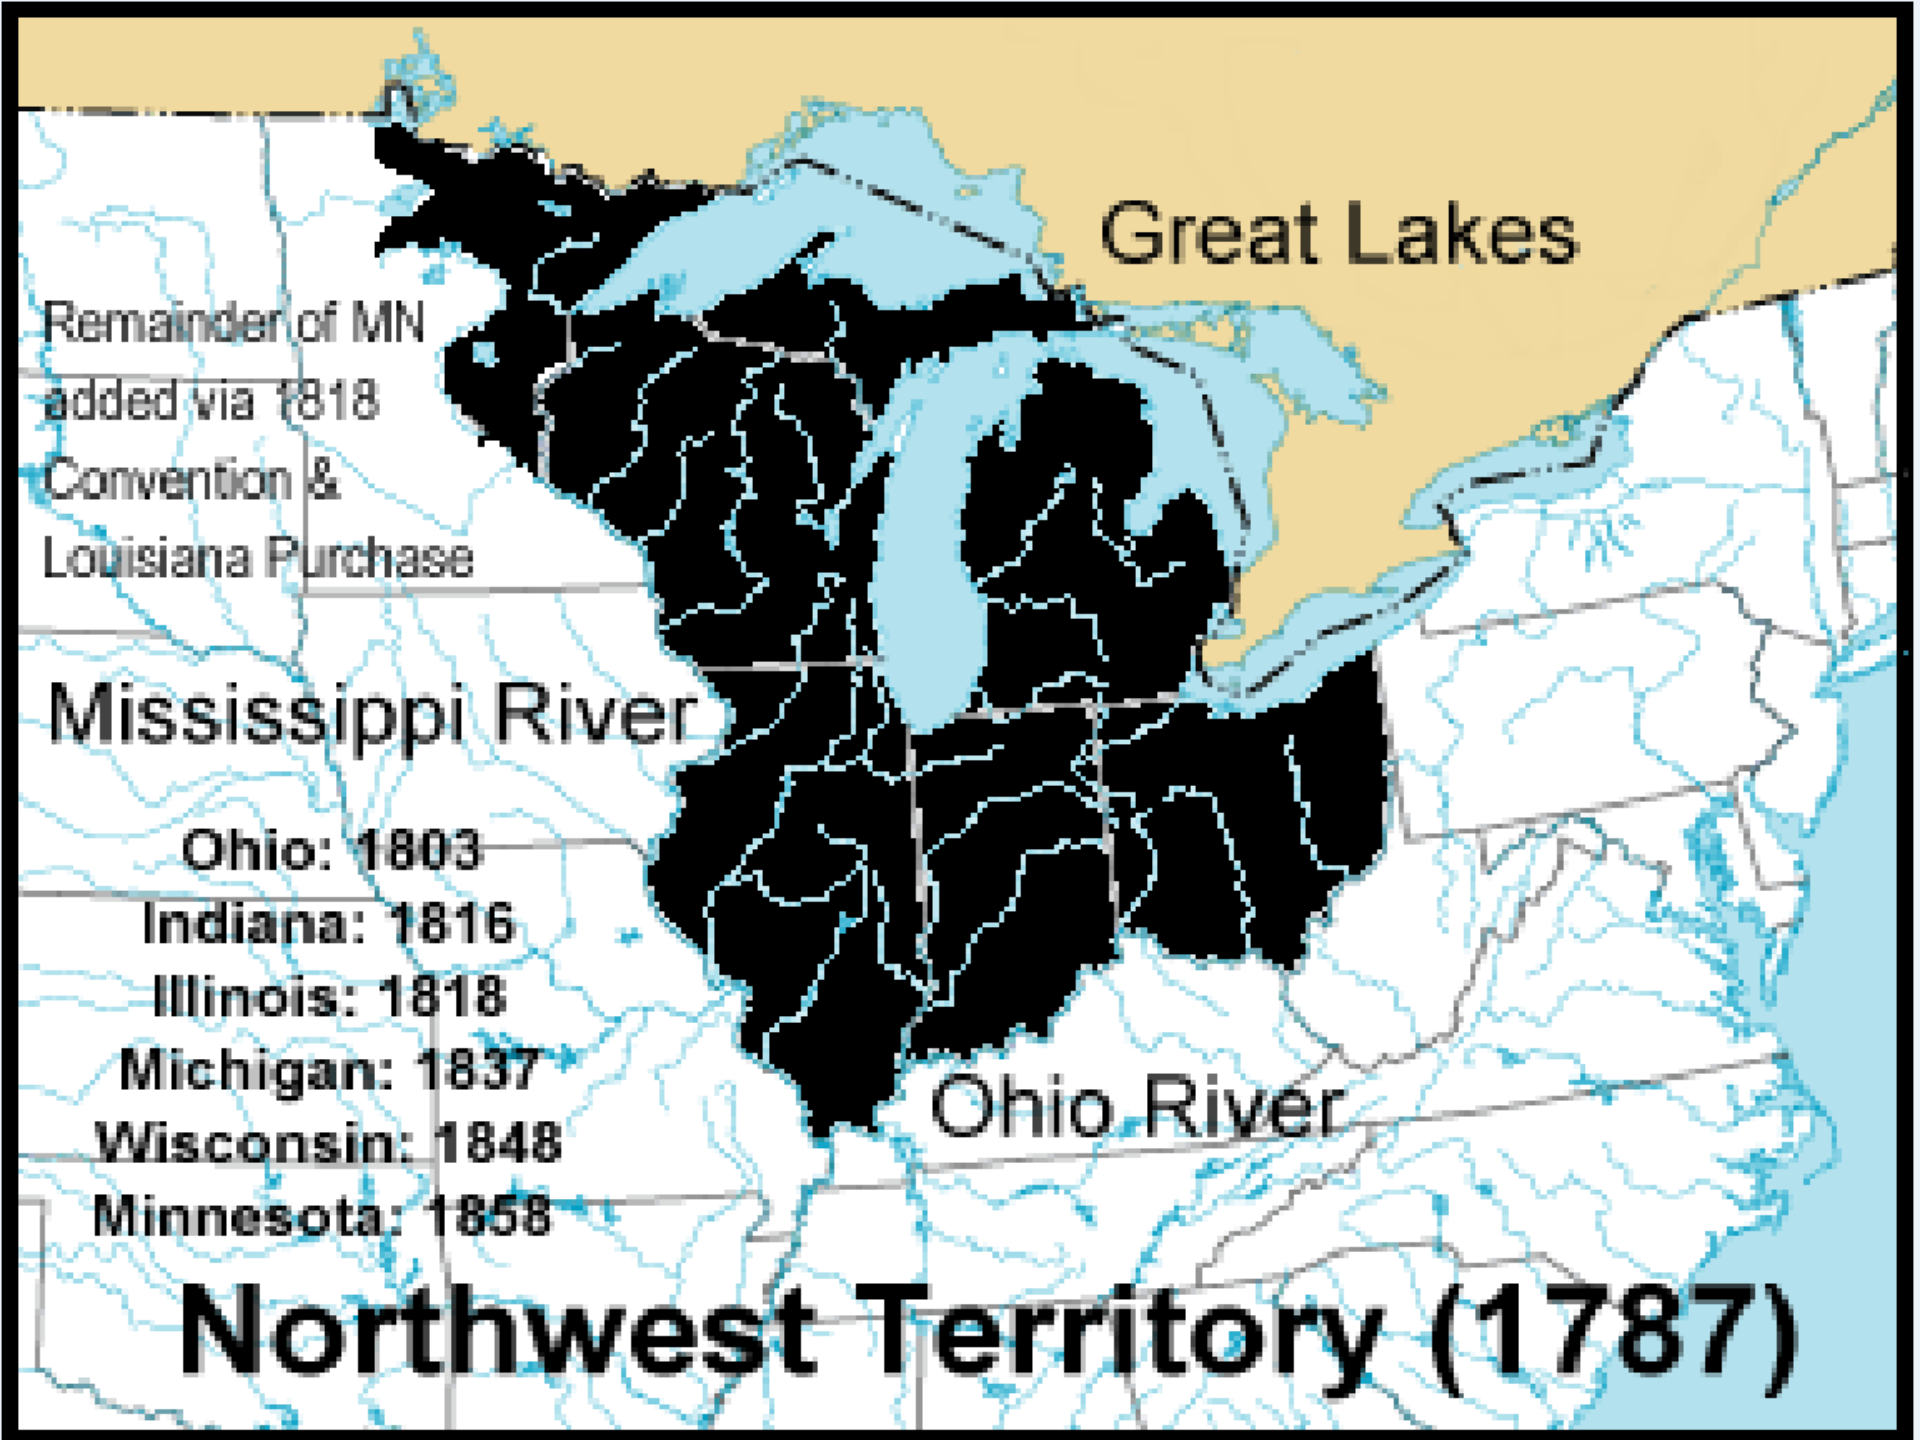 Great Lakes
Remainder of MN
added via 1818
Convention &
Louisiana Purchase
Mississippi River
Ohio: 1803
Indiana: 1816
Illinois: 1818
Michigan: 1837
Wisconsin: 1848
Minnesota: 1858
Ohio River
Northwest Territory (1787)